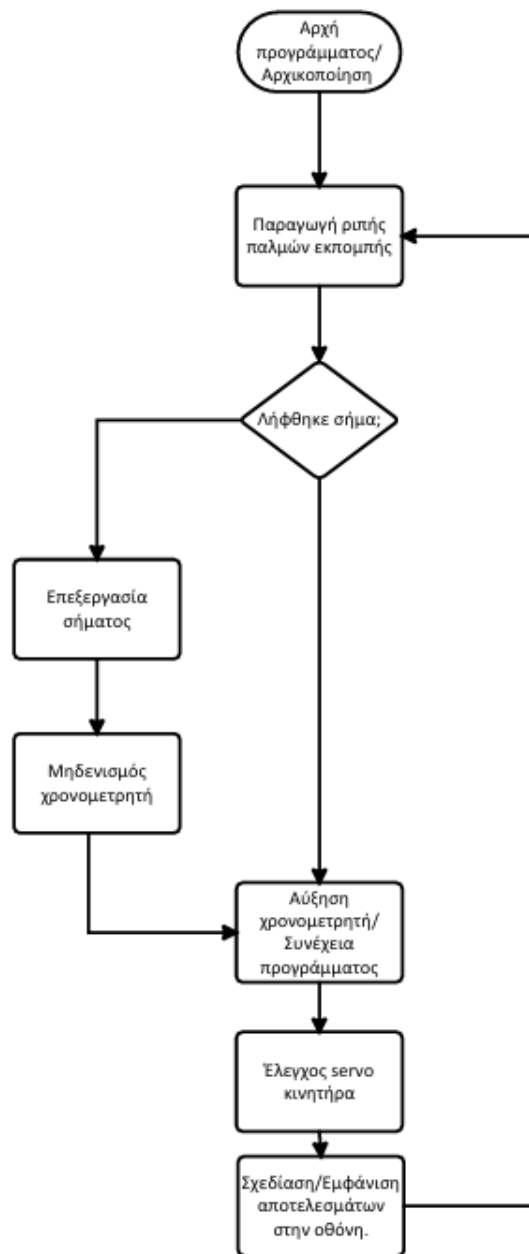 Αρχή
προγράμματος/
Αρχικοποίηση
Παραγωγή ριπής
παλμών εκπομπής
Λήφθηκε σήμα;
Επεξεργασία
σήματος
Μηδενισμός
χρονομετρητή
Αύξηση
χρονομετρητή/
Συνέχεια
προγράμματος
Έλεγχος servo
κινητήρα
Σχεδίαση/Εμφάνιση
αποτελεσμάτων
στην οθόνη.